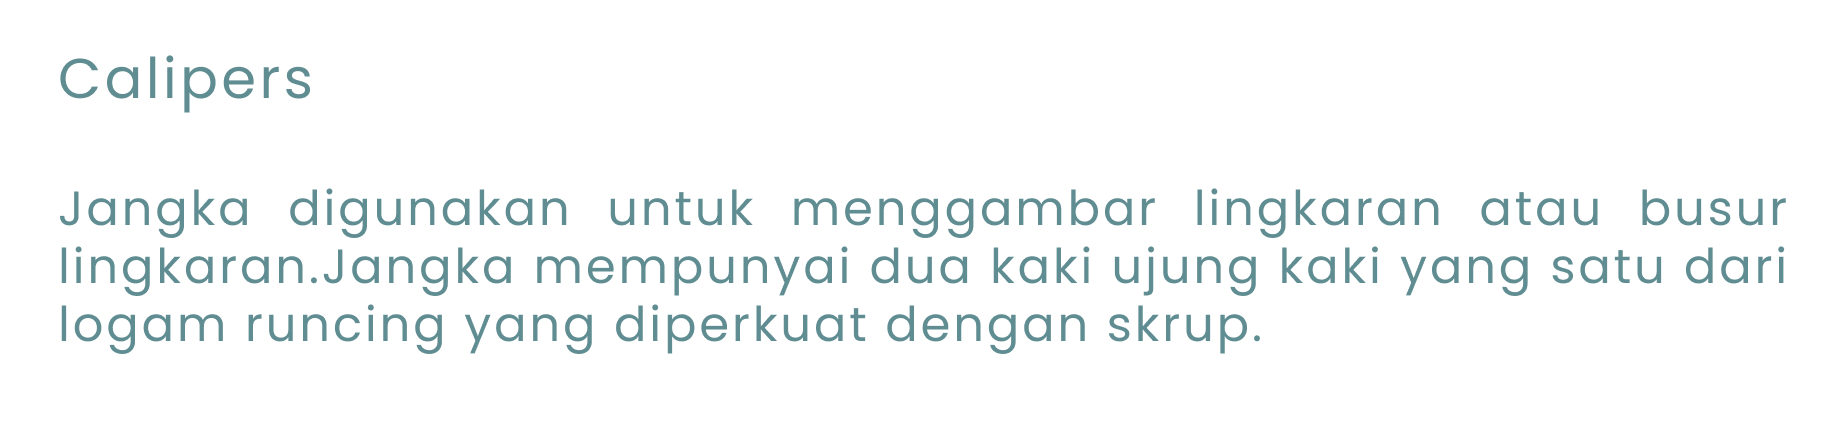 Calipers
Jangka digunakan untuk menggambar lingkaran atau busur
lingkaran.Jangka mempunyai dua kaki ujung kaki yang satu dari
logam runcing yang diperkuat dengan skrup.